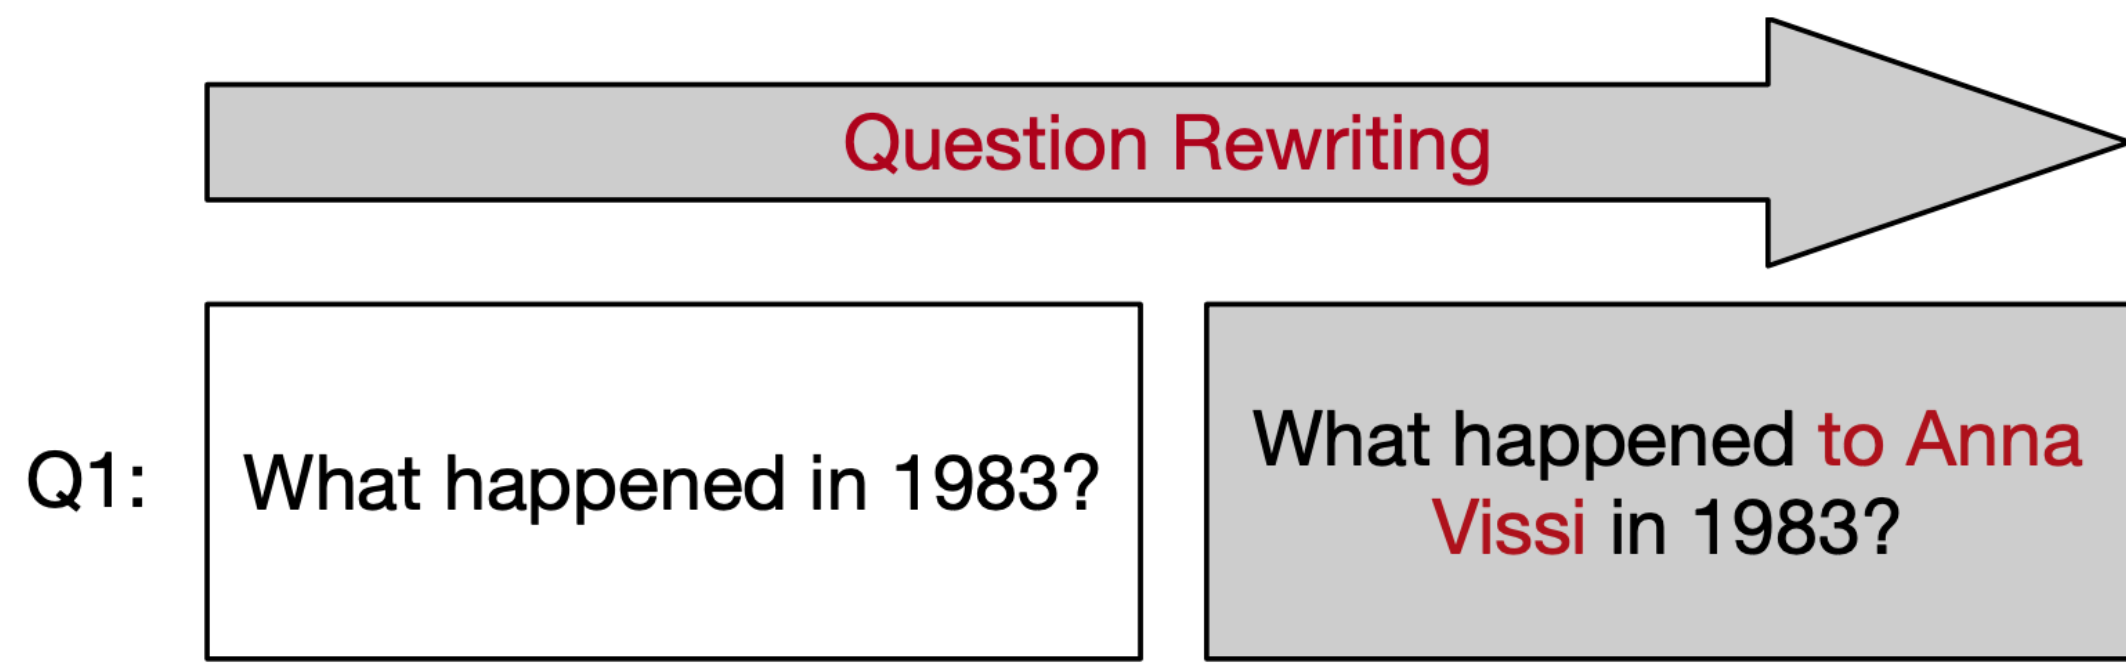 Question Rewriting
Q1:
What happened in 1983?
What happened to Anna
Vissi in 1983?